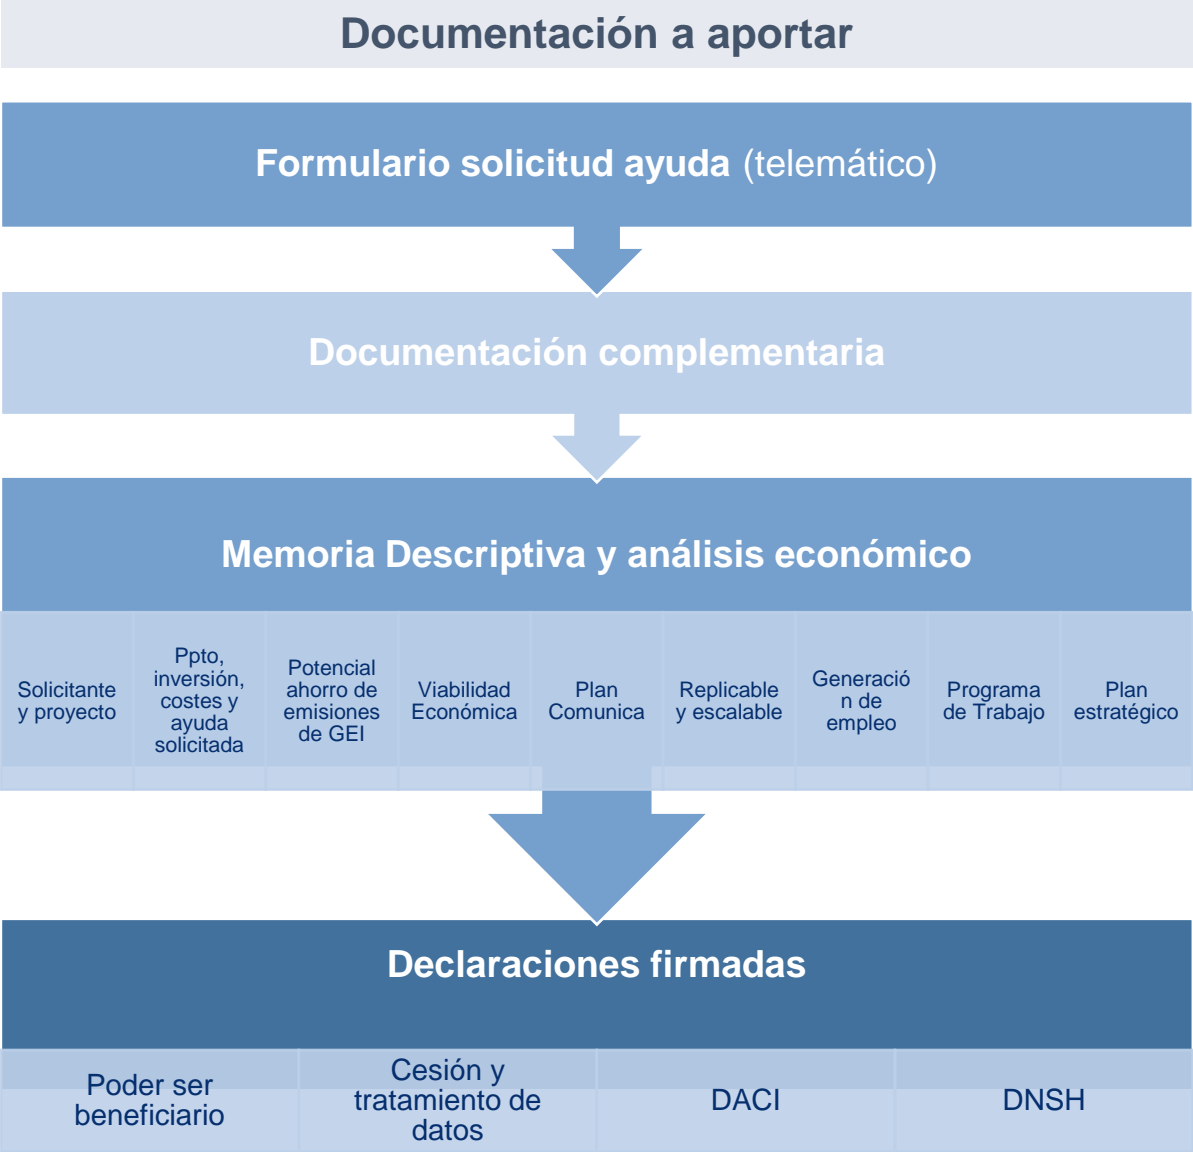 Documentación a aportar
Formulario solicitud ayuda (telemático)
Documentación complementaria
Memoria Descriptiva y análisis económico
Solicitante
y proyecto
Ppto,
inversión,
costes y
ayuda
solicitada
Potencial
ahorro de
emisiones
de GEI
Viabilidad
Económica
Plan
Comunica
Replicable
y escalable
Generació
n de
empleo
Programa
de Trabajo
Plan
estratégico
Declaraciones firmadas
Poder ser
beneficiario
Cesión y
tratamiento de
datos
DACI
DNSH